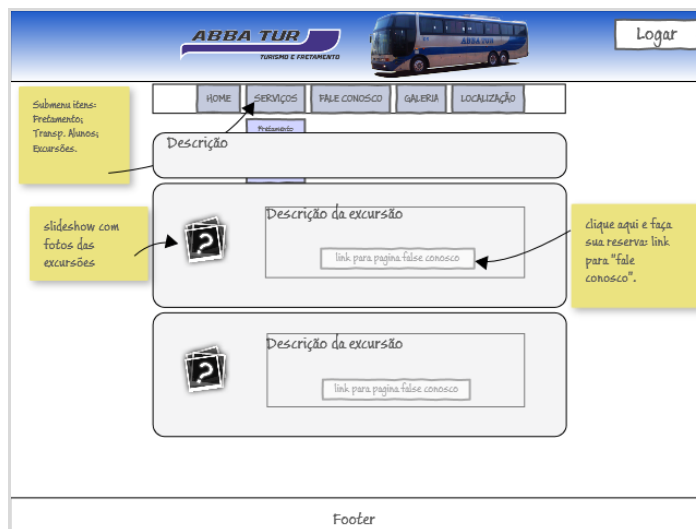 ABBA TUR
TURISMO E FRETAMENTO
ABBA TUR
Logar
HOME
SERVIÇOS
FALE CONOSCO
GALERIA
LOCALIZAÇÃO
Submenu itens:
Fretamento;
Transp. Alunos;
Excursões.
Fretamento
Descrição
slideshow com
fotos das
excursões
Descrição da excursão
link para pagina false conosco
clique aqui e faça
sua reserva: link
para "fale
conosco".
Descrição da excursão
link para pagina false conosco
Footer